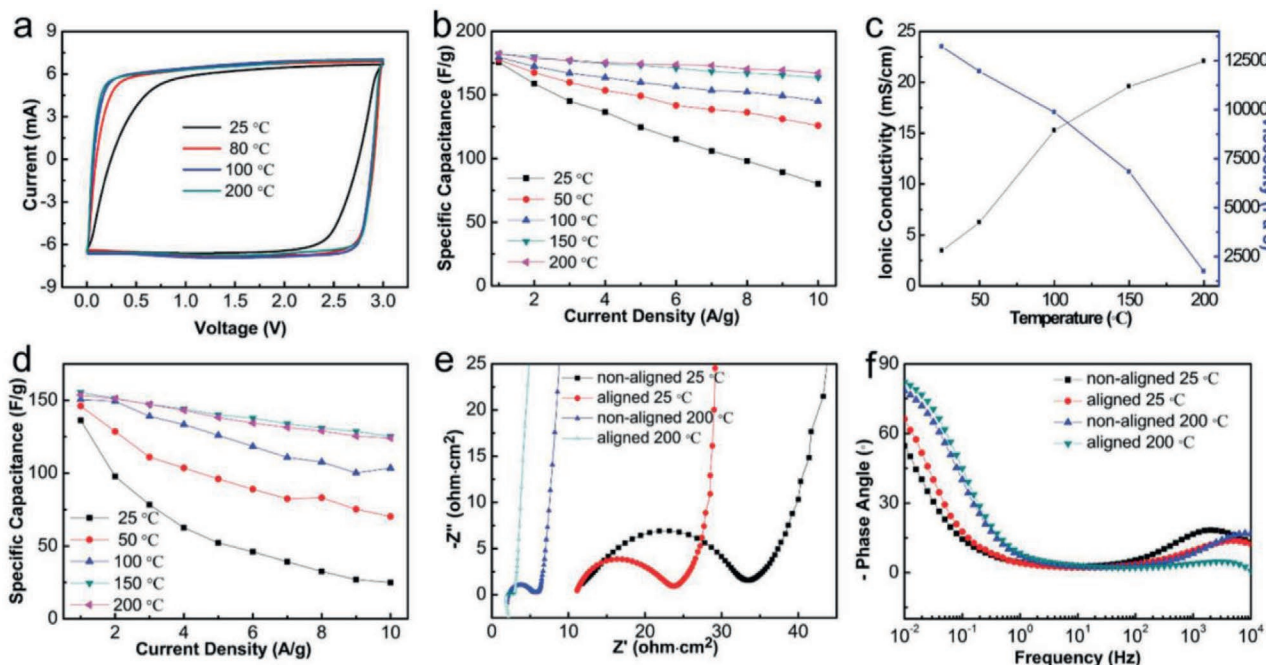 a
9
6
3
0
-3
-6
-9
Current (mA)
25 °C
80 °C
100 °C
200 °C
0.0 0.5 1.0 1.5 2.0 2.5 3.0
Voltage (V)
b
200
150
100
50
0
Specific Capacitance (F/g)
25 °C
50 °C
100 °C
150 °C
200 °C
2 4 6 8 10
Current Density (A/g)
c
25
20
15
10
5
0
Ionic Conductivity (mS/cm)
12500
10000
7500
5000
2500
50 100 150 200
Temperature (°C)
d
150
100
50
0
Specific Capacitance (F/g)
25 °C
50 °C
100 °C
150 °C
200 °C
2 4 6 8 10
Current Density (A/g)
e
25
20
15
10
5
0
-Z'' (ohm·cm2)
non-aligned 25 °C
aligned 25 °C
non-aligned 200 °C
aligned 200 °C
0 10 20 30 40
Z' (ohm·cm2)
f
90
60
30
0
- Phase Angle (°)
non-aligned 25 °C
aligned 25 °C
non-aligned 200 °C
aligned 200 °C
10-2 10-1 100 101 102 103 104
Frequency (Hz)